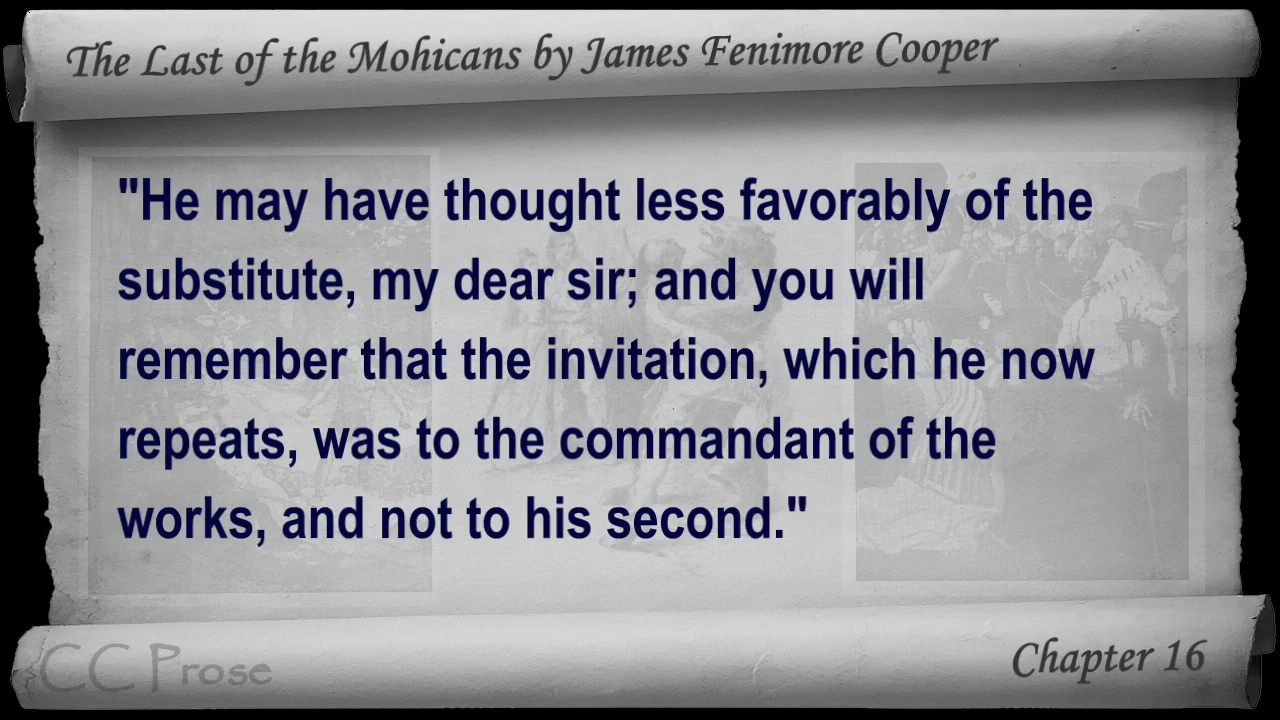 The Last of the Mohicans by James Fenimore Cooper
"He may have thought less favorably of the
substitute, my dear sir; and you will
remember that the invitation, which he now
repeats, was to the commandant of the
works, and not to his second."
CC Prose
Chapter 16